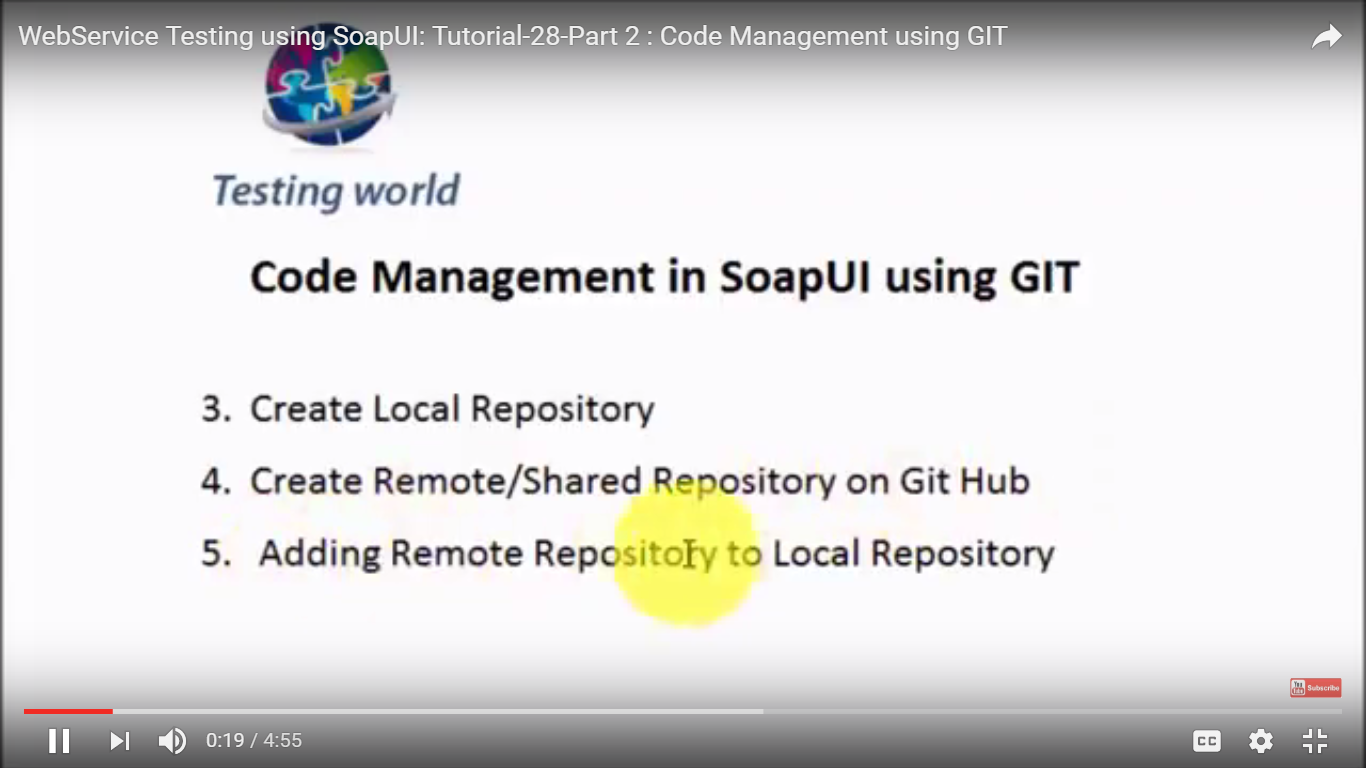 WebService Testing using SoapUI: Tutorial-28-Part 2 : Code Management using GIT
Testing world
Code Management in SoapUI using GIT
3. Create Local Repository
4. Create Remote/Shared Repository on Git Hub
5. Adding Remote Repository to Local Repository
You Tube Subscribe
0:19 / 4:55
CC